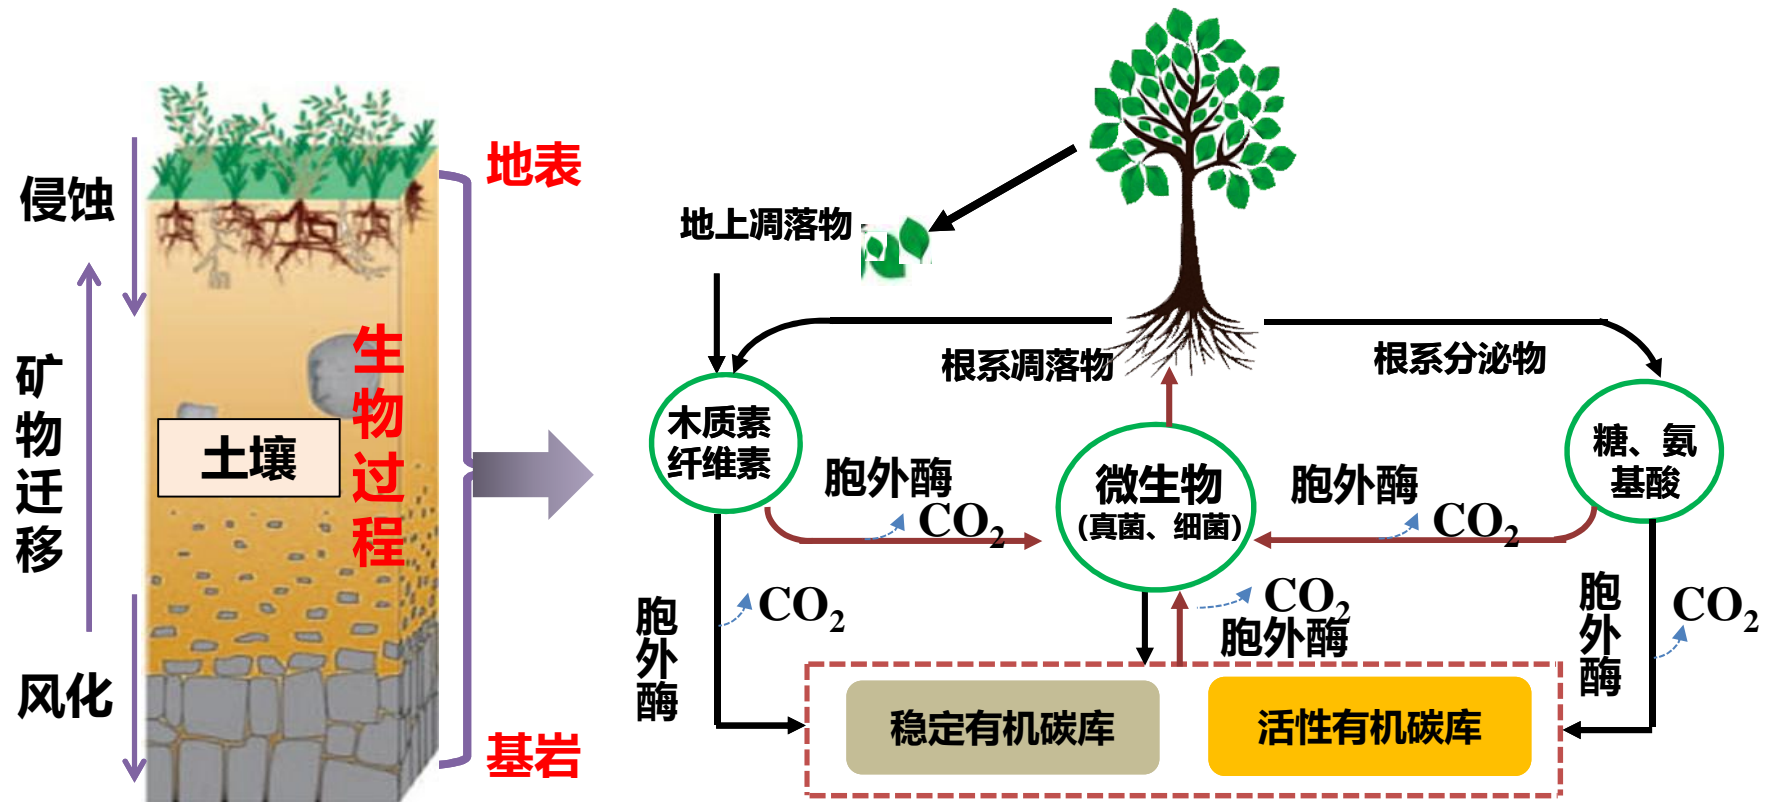 侵蚀
矿物迁移
风化
土壤
生物过程
地表
基岩
地上凋落物
根系凋落物
根系分泌物
木质素
纤维素
微生物
(真菌、细菌)
糖、氨
基酸
胞外酶
CO2
胞外酶
CO2
胞外酶
CO2
CO2
胞外酶
胞外酶
CO2
稳定有机碳库
活性有机碳库